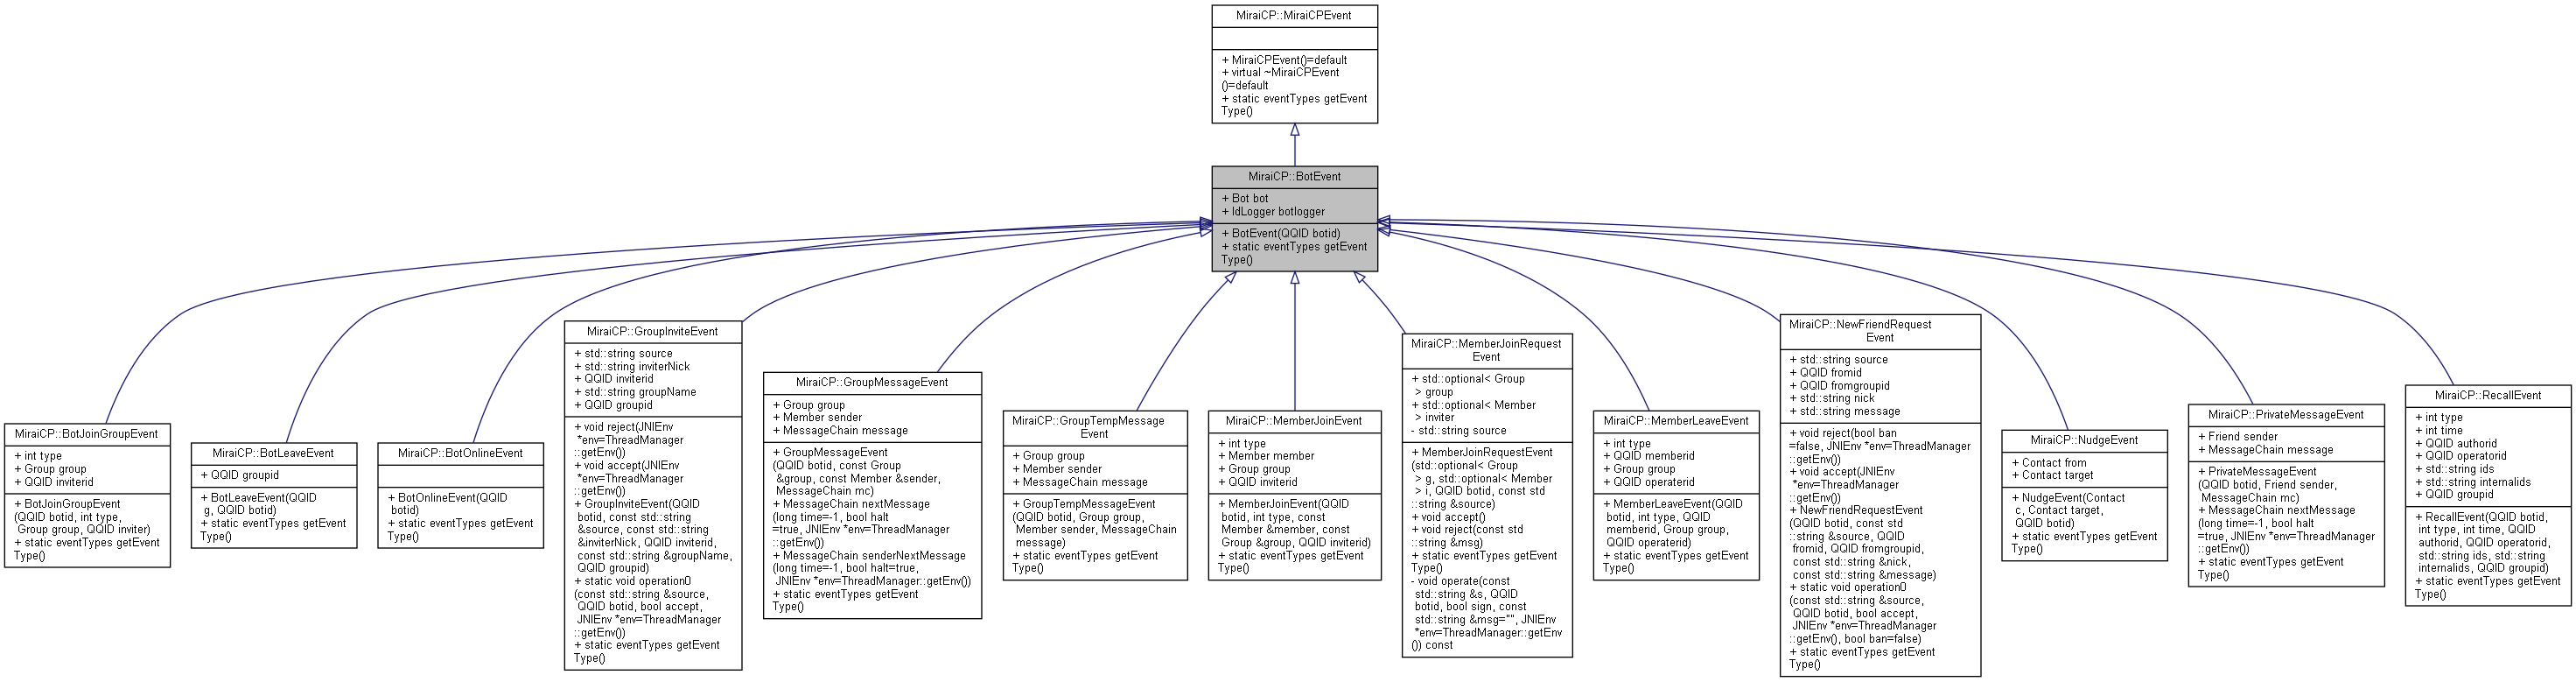 MiraiCP::MiraiCPEvent
+ MiraiCPEvent()=default
+ virtual ~MiraiCPEvent
()=default
+ static eventTypes getEvent
Type()
MiraiCP::BotEvent
+ Bot bot
+ IdLogger botlogger
+ BotEvent(QQID botid)
+ static eventTypes getEvent
Type()
MiraiCP::BotJoinGroupEvent
+ int type
+ Group group
+ QQID inviterid
+ BotJoinGroupEvent
(QQID botid, int type,
Group group, QQID inviter)
+ static eventTypes getEvent
Type()
MiraiCP::BotLeaveEvent
+ QQID groupid
+ BotLeaveEvent(QQID
g, QQID botid)
+ static eventTypes getEvent
Type()
MiraiCP::BotOnlineEvent
+ BotOnlineEvent(QQID
botid)
+ static eventTypes getEvent
Type()
MiraiCP::GroupInviteEvent
+ std::string source
+ std::string inviterNick
+ QQID inviterid
+ std::string groupName
+ QQID groupid
+ void reject(JNIEnv
*env=ThreadManager
::getEnv())
+ void accept(JNIEnv
*env=ThreadManager
::getEnv())
+ GroupInviteEvent(QQID
botid, const std::string
&source, const std::string
&inviterNick, QQID inviterid,
const std::string &groupName,
QQID groupid)
+ static void operation0
(const std::string &source,
QQID botid, bool accept,
JNIEnv *env=ThreadManager
::getEnv())
+ static eventTypes getEvent
Type()
MiraiCP::GroupMessageEvent
+ Group group
+ Member sender
+ MessageChain message
+ GroupMessageEvent
(QQID botid, const Group
&group, const Member &sender,
MessageChain mc)
+ MessageChain nextMessage
(long time=-1, bool halt
=true, JNIEnv *env=ThreadManager
::getEnv())
+ MessageChain senderNextMessage
(long time=-1, bool halt=true,
JNIEnv *env=ThreadManager::getEnv())
+ static eventTypes getEvent
Type()
MiraiCP::GroupTempMessage
Event
+ Group group
+ Member sender
+ MessageChain message
+ GroupTempMessageEvent
(QQID botid, Group group,
Member sender, MessageChain
message)
+ static eventTypes getEvent
Type()
MiraiCP::MemberJoinEvent
+ int type
+ Member member
+ Group group
+ QQID inviterid
+ MemberJoinEvent(QQID
botid, int type, const
Member &member, const
Group &group, QQID inviterid)
+ static eventTypes getEvent
Type()
MiraiCP::MemberJoinRequest
Event
+ std::optional< Group
> group
+ std::optional< Member
> inviter
- std::string source
+ MemberJoinRequestEvent
(std::optional< Group
> g, std::optional< Member
> i, QQID botid, const std
::string &source)
+ void accept()
+ void reject(const std
::string &msg)
+ static eventTypes getEvent
Type()
- void operate(const
std::string &s, QQID
botid, bool sign, const
std::string &msg="", JNIEnv
*env=ThreadManager::getEnv
()) const
MiraiCP::MemberLeaveEvent
+ int type
+ QQID memberid
+ Group group
+ QQID operaterid
+ MemberLeaveEvent(QQID
botid, int type, QQID
memberid, Group group,
QQID operaterid)
+ static eventTypes getEvent
Type()
MiraiCP::NewFriendRequest
Event
+ std::string source
+ QQID fromid
+ QQID fromgroupid
+ std::string nick
+ std::string message
+ void reject(bool ban
=false, JNIEnv *env=ThreadManager
::getEnv())
+ void accept(JNIEnv
*env=ThreadManager
::getEnv())
+ NewFriendRequestEvent
(QQID botid, const std
::string &source, QQID
fromid, QQID fromgroupid,
const std::string &nick,
const std::string &message)
+ static void operation0
(const std::string &source,
QQID botid, bool accept,
JNIEnv *env=ThreadManager
::getEnv(), bool ban=false)
+ static eventTypes getEvent
Type()
MiraiCP::NudgeEvent
+ Contact from
+ Contact target
+ NudgeEvent(Contact
c, Contact target,
QQID botid)
+ static eventTypes getEvent
Type()
MiraiCP::PrivateMessageEvent
+ Friend sender
+ MessageChain message
+ PrivateMessageEvent
(QQID botid, Friend sender,
MessageChain mc)
+ MessageChain nextMessage
(long time=-1, bool halt
=true, JNIEnv *env=ThreadManager
::getEnv())
+ static eventTypes getEvent
Type()
MiraiCP::RecallEvent
+ int type
+ int time
+ QQID authorid
+ QQID operatorid
+ std::string ids
+ std::string internalids
+ QQID groupid
+ RecallEvent(QQID botid,
int type, int time, QQID
authorid, QQID operatorid,
std::string ids, std::string
internalids, QQID groupid)
+ static eventTypes getEvent
Type()